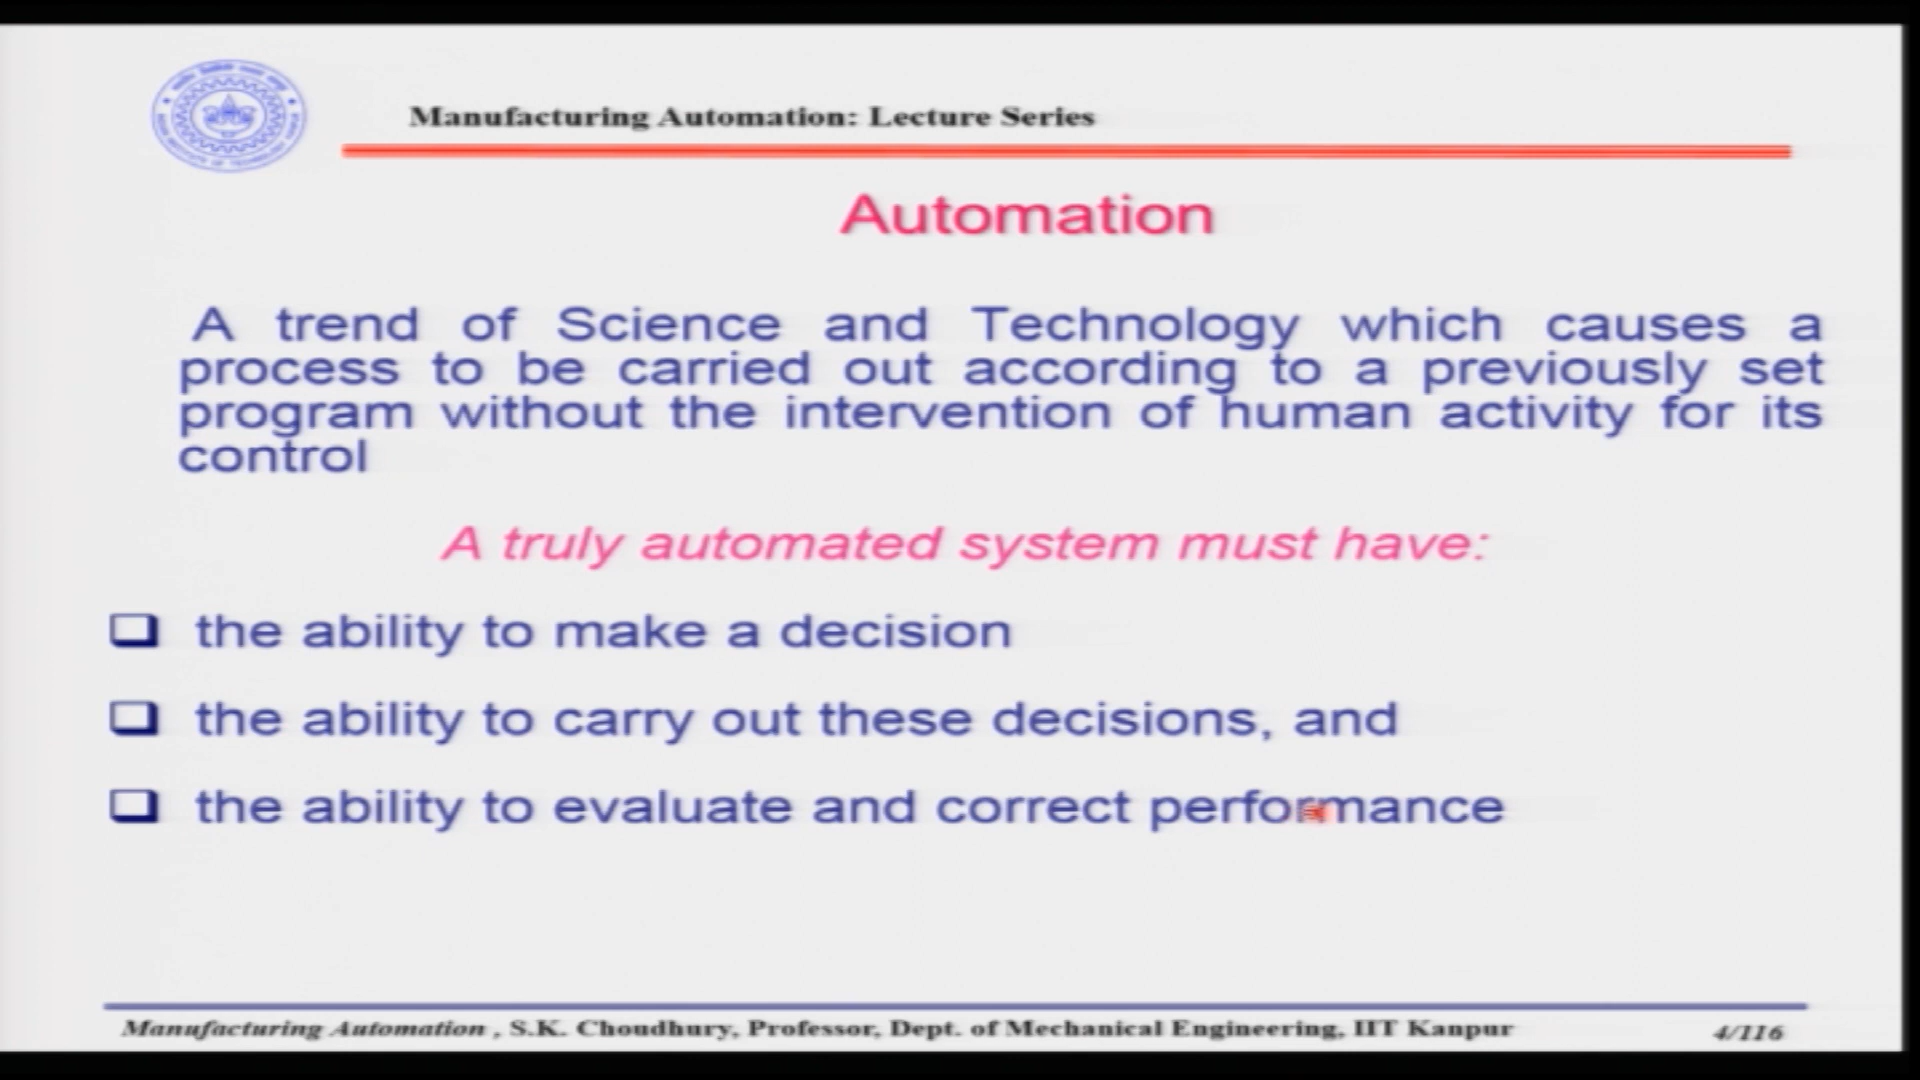 Manufacturing Automation: Lecture Series
Automation
A trend of Science and Technology which causes a
process to be carried out according to a previously set
program without the intervention of human activity for its
control
A truly automated system must have:
the ability to make a decision
the ability to carry out these decisions, and
the ability to evaluate and correct performance
Manufacturing Automation , S.K. Choudhury, Professor, Dept. of Mechanical Engineering, IIT Kanpur
4/116